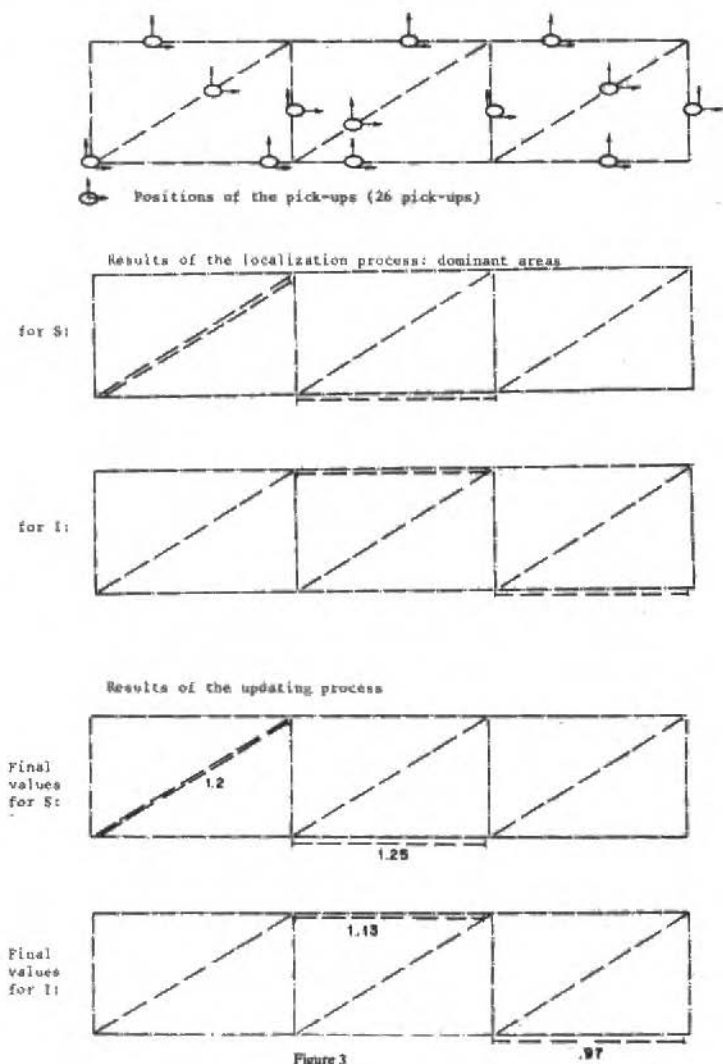 Positions of the pick-ups (26 pick-ups)
Results of the localization process: dominant areas
for S:
for I:
Results of the updating process
Final
values
for S:
1.2
1.25
Final
values
for I:
1.13
.97
Figure 3